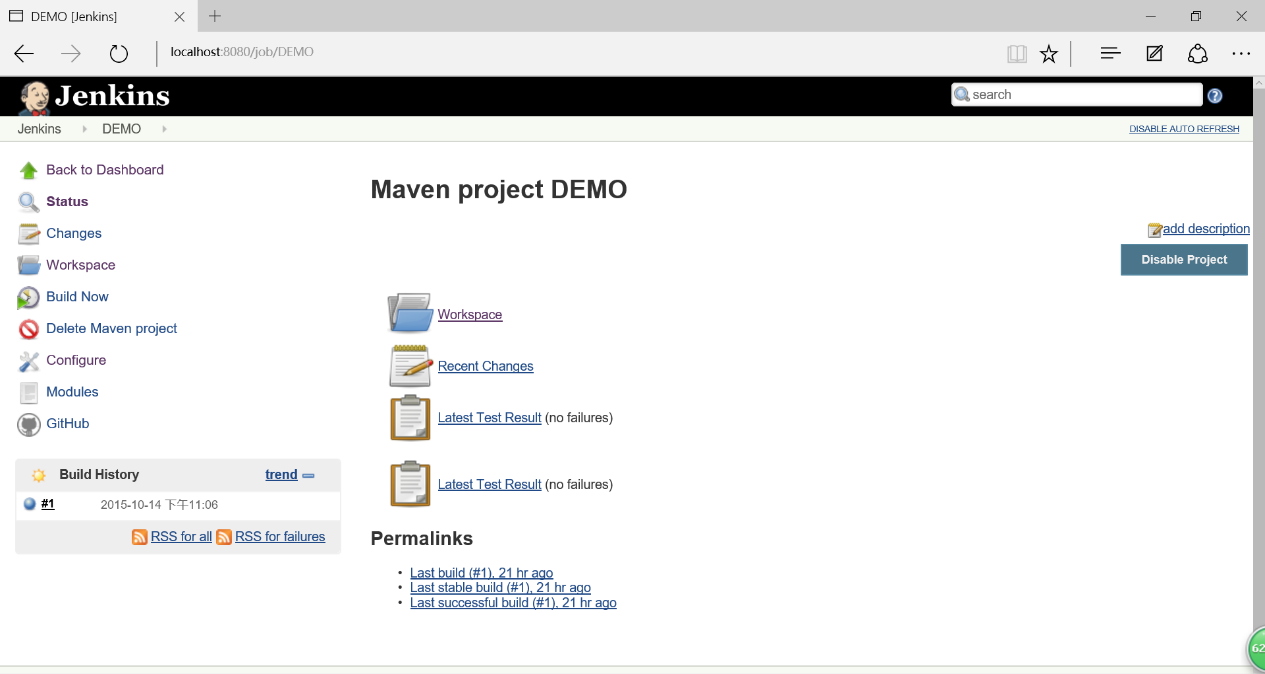 DEMO [Jenkins]
localhost:8080/job/DEMO
Jenkins
search
Jenkins DEMO
DISABLE AUTO REFRESH
Back to Dashboard
Status
Changes
Workspace
Build Now
Delete Maven project
Configure
Modules
GitHub
Build History trend
#1 2015-10-14 下午11:06
RSS for all RSS for failures
Maven project DEMO
add description
Disable Project
Workspace
Recent Changes
Latest Test Result (no failures)
Latest Test Result (no failures)
Permalinks
Last build (#1), 21 hr ago
Last stable build (#1), 21 hr ago
Last successful build (#1), 21 hr ago
62